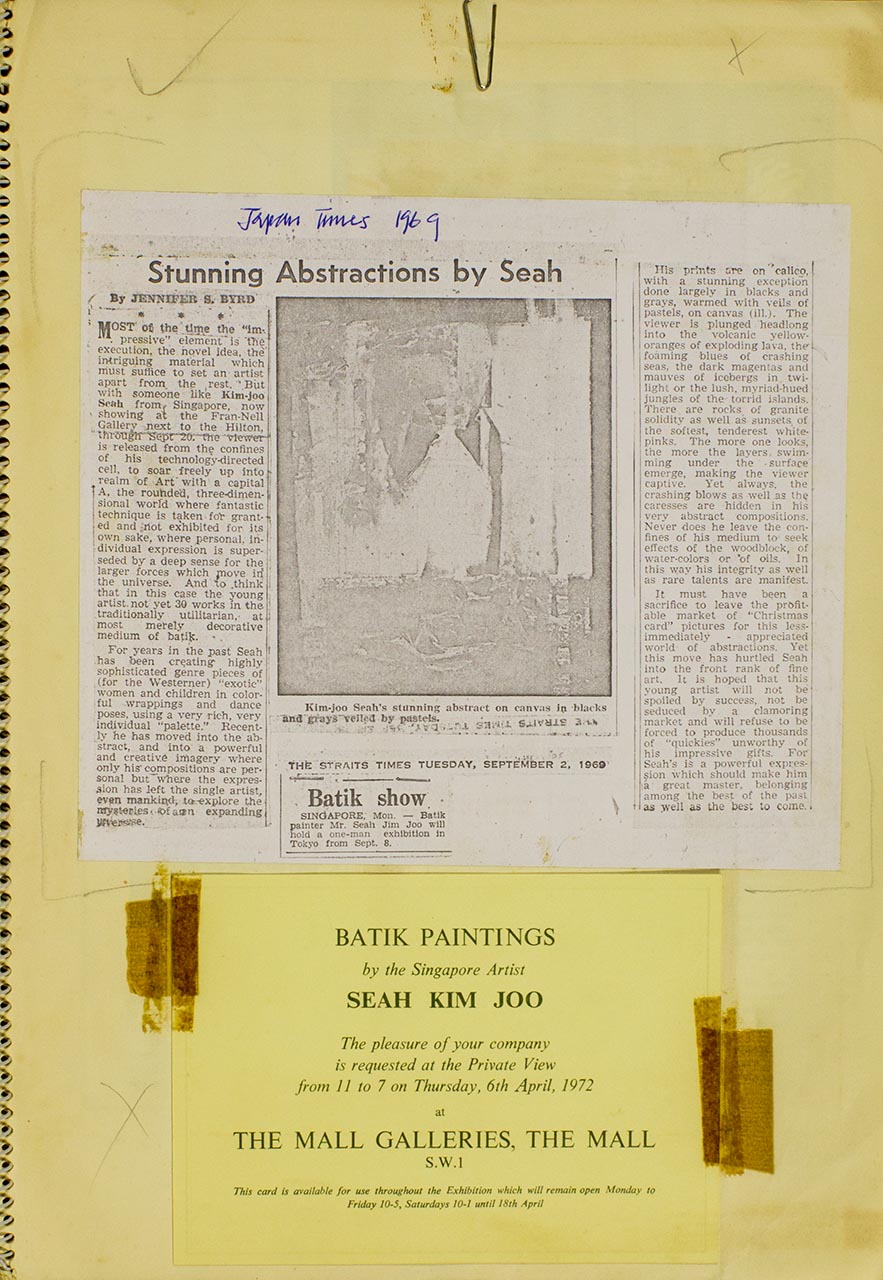 Japan Times 1969
Stunning Abstractions by Seah
By JENNIFER S. BYRD
* * *
MOST of the time the "im-
pressive" element is the
execution, the novel idea, the
intriguing material which
must suffice to set an artist
apart from the rest. But
with someone like Kim-joo
Seah from Singapore, now
showing at the Fran-Nell
Gallery next to the Hilton,
through Sept 20, the viewer
is released from the confines
of his technology-directed
cell, to soar freely up into
realm of Art with a capital
A, the rounded, three-dimen-
sional world where fantastic
technique is taken for grant-
ed and not exhibited for its
own sake, where personal, in-
dividual expression is super-
seded by a deep sense for the
larger forces which move in
the universe. And to think
that in this case the young
artist not yet 30 works in the
traditionally utilitarian, at
most merely decorative
medium of batik.
For years in the past Seah
has been creating highly
sophisticated genre pieces of
(for the Westerner) "exotic"
women and children in color-
ful wrappings and dance
poses, using a very rich, very
individual "palette." Recent-
ly he has moved into the ab-
stract, and into a powerful
and creative imagery where
only his compositions are per-
sonal but where the expres-
sion has left the single artist,
even mankind, to explore the
mysteries of an expanding
Kim-joo Seah's stunning abstract on canvas in blacks
and grays veiled by pastels.
THE STRAITS TIMES TUESDAY, SEPTEMBER 2, 1969
Batik show
SINGAPORE, Mon. — Batik
painter Mr. Seah Jim Joo will
hold a one-man exhibition in
Tokyo from Sept. 8.
His prints are on calico,
with a stunning exception
done largely in blacks and
grays, warmed with veils of
pastels, on canvas (ill.). The
viewer is plunged headlong
into the volcanic yellow-
oranges of exploding lava, the
foaming blues of crashing
seas, the dark magentas and
mauves of icebergs in twi-
light or the lush, myriad-hued
jungles of the torrid islands.
There are rocks of granite
solidity as well as sunsets of
the softest, tenderest white-
pinks. The more one looks,
the more the layers swim-
ming under the surface
emerge, making the viewer
captive. Yet always, the
crashing blows as well as the
caresses are hidden in his
very abstract compositions.
Never does he leave the con-
fines of his medium to seek
effects of the woodblock, of
water-colors or of oils. In
this way his integrity as well
as rare talents are manifest.
It must have been a
sacrifice to leave the profit-
able market of "Christmas
card" pictures for this less-
immediately - appreciated
world of abstractions. Yet
this move has hurtled Seah
into the front rank of fine
art. It is hoped that this
young artist will not be
spoiled by success, not be
seduced by a clamoring
market and will refuse to be
forced to produce thousands
of "quickies" unworthy of
his impressive gifts. For
Seah's is a powerful expres-
sion which should make him
a great master, belonging
among the best of the past
as well as the best to come.
BATIK PAINTINGS
by the Singapore Artist
SEAH KIM JOO
The pleasure of your company
is requested at the Private View
from 11 to 7 on Thursday, 6th April, 1972
at
THE MALL GALLERIES, THE MALL
S.W.1
This card is available for use throughout the Exhibition which will remain open Monday to
Friday 10-5, Saturdays 10-1 until 18th April